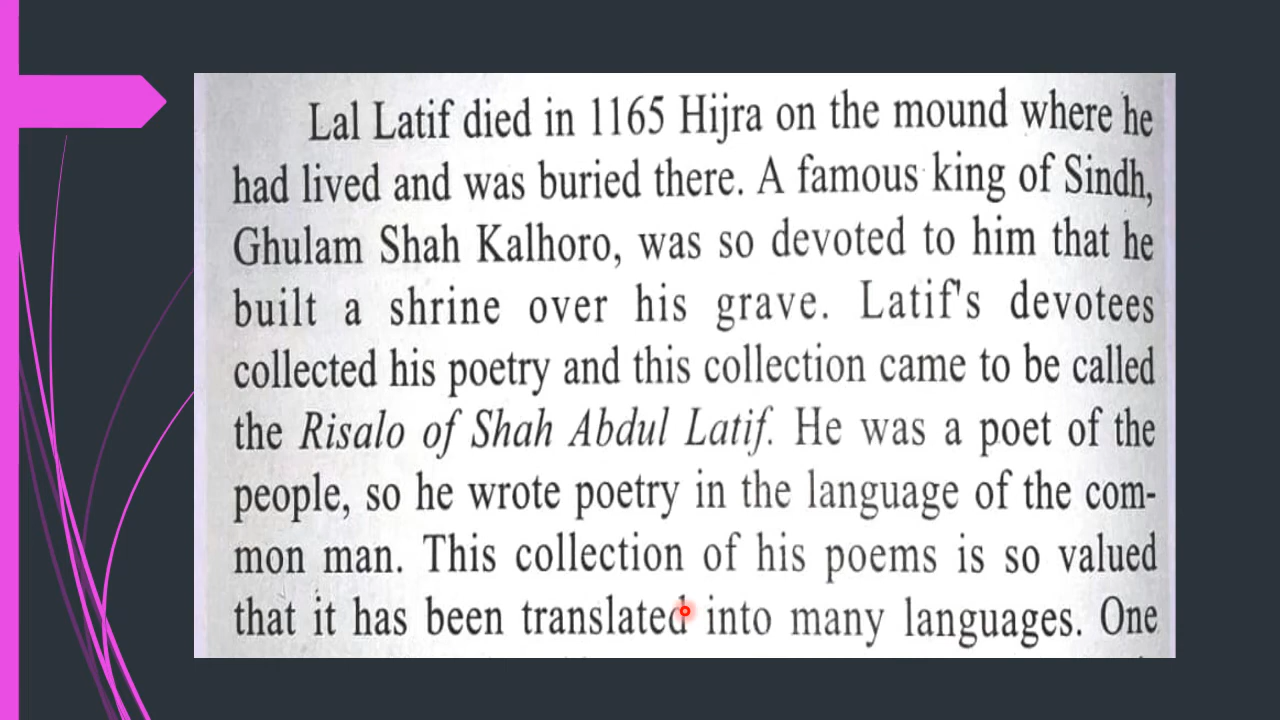 Lal Latif died in 1165 Hijra on the mound where he
had lived and was buried there. A famous king of Sindh,
Ghulam Shah Kalhoro, was so devoted to him that he
built a shrine over his grave. Latif's devotees
collected his poetry and this collection came to be called
the Risalo of Shah Abdul Latif. He was a poet of the
people, so he wrote poetry in the language of the com-
mon man. This collection of his poems is so valued
that it has been translated into many languages. One